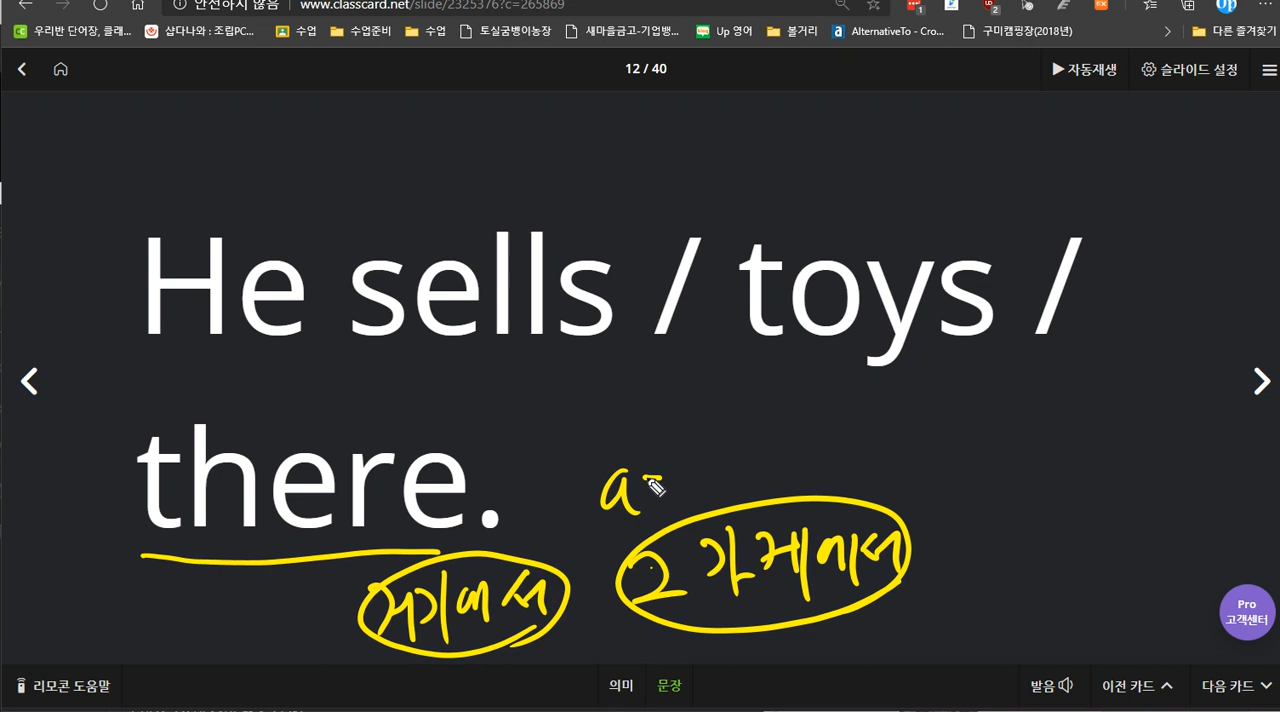 안전하지 않음 | www.classcard.net/slide/2325376?c=265869
우리반 단어장, 클래... 샵다나와 : 조립PC... 수업 수업준비 수업 토실굼벵이농장 새마을금고-기업뱅... Up 영어 볼거리 AlternativeTo - Cro... 구미캠핑장(2018년) 다른 즐겨찾기
12 / 40 자동재생 슬라이드 설정
He sells / toys /
there.
a
그 가게에서
거기에서
Pro
고객센터
리모콘 도움말 의미 문장 발음 이전 카드 다음 카드